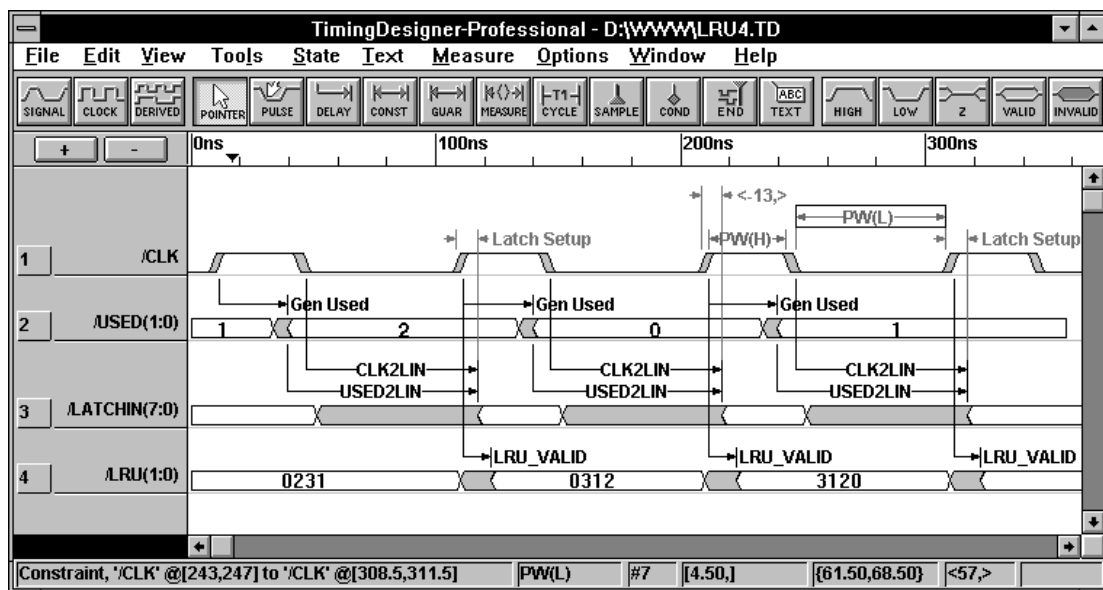 TimingDesigner-Professional - D:\WWW\LRU4.TD
File Edit View Tools State Text Measure Options Window Help
SIGNAL CLOCK DERIVED POINTER PULSE DELAY CONST GUAR MEASURE T1 CYCLE SAMPLE COND END ABC TEXT HIGH LOW Z VALID INVALID
+ - 0ns 100ns 200ns 300ns
<-13,>
PW(L)
Latch Setup PW(H) Latch Setup
1 /CLK
Gen Used Gen Used Gen Used
2 /USED(1:0) 1 2 0 1
CLK2LIN CLK2LIN CLK2LIN
USED2LIN USED2LIN USED2LIN
3 /LATCHIN(7:0)
LRU_VALID LRU_VALID LRU_VALID
4 /LRU(1:0) 0231 0312 3120
Constraint, '/CLK' @[243,247] to '/CLK' @[308.5,311.5] PW(L) #7 [4.50,] {61.50,68.50} <57,>